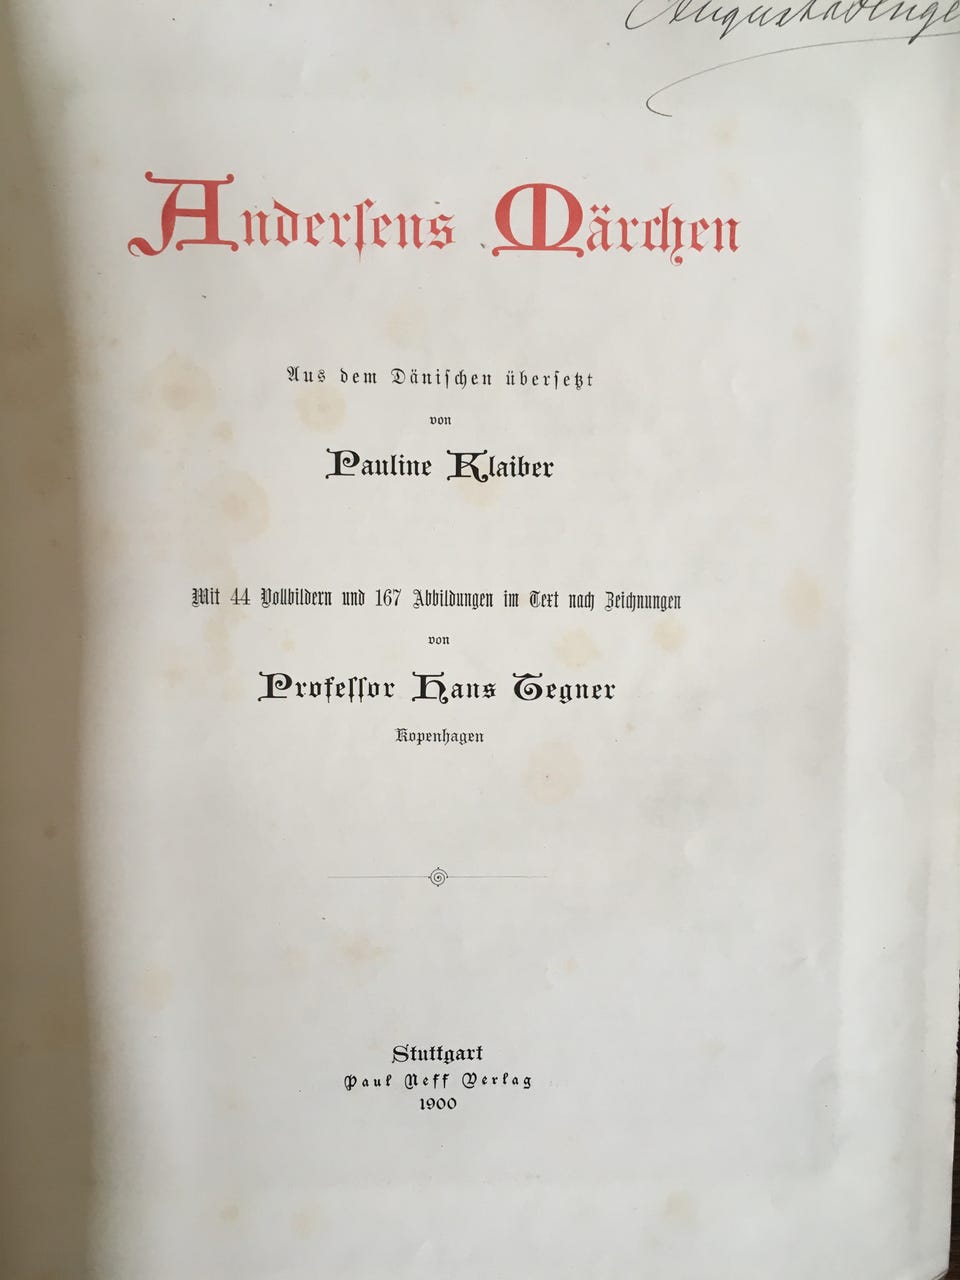 Andersens Märchen
Aus dem Dänischen übersetzt
von
Pauline Klaiber
Mit 44 Vollbildern und 167 Abbildungen im Text nach Zeichnungen
von
Professor Hans Tegner
Kopenhagen
Stuttgart
Paul Neff Verlag
1900